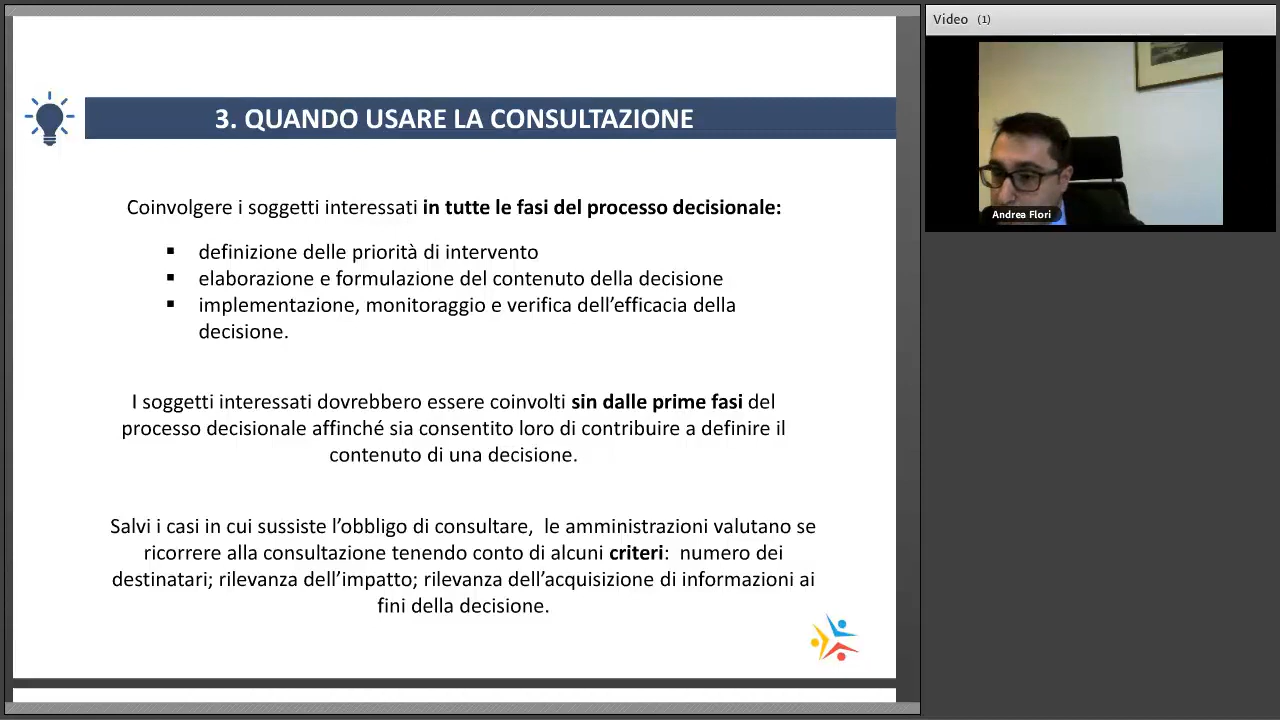 3. QUANDO USARE LA CONSULTAZIONE
Coinvolgere i soggetti interessati in tutte le fasi del processo decisionale:
▪ definizione delle priorità di intervento
▪ elaborazione e formulazione del contenuto della decisione
▪ implementazione, monitoraggio e verifica dell’efficacia della
decisione.
I soggetti interessati dovrebbero essere coinvolti sin dalle prime fasi del
processo decisionale affinché sia consentito loro di contribuire a definire il
contenuto di una decisione.
Salvi i casi in cui sussiste l’obbligo di consultare,  le amministrazioni valutano se
ricorrere alla consultazione tenendo conto di alcuni criteri:  numero dei
destinatari; rilevanza dell’impatto; rilevanza dell’acquisizione di informazioni ai
fini della decisione.
Video (1)
Andrea Flori